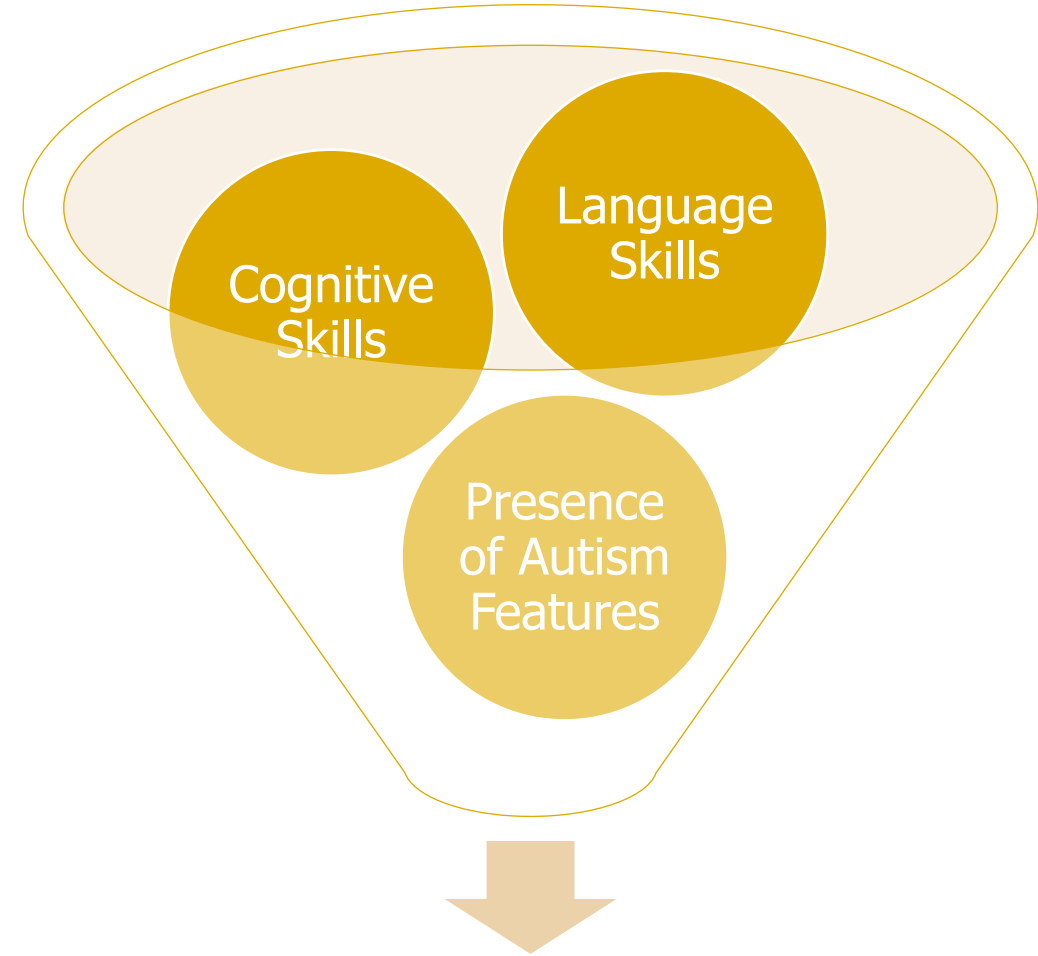 Language
Skills
Cognitive
Skills
Presence
of Autism
Features